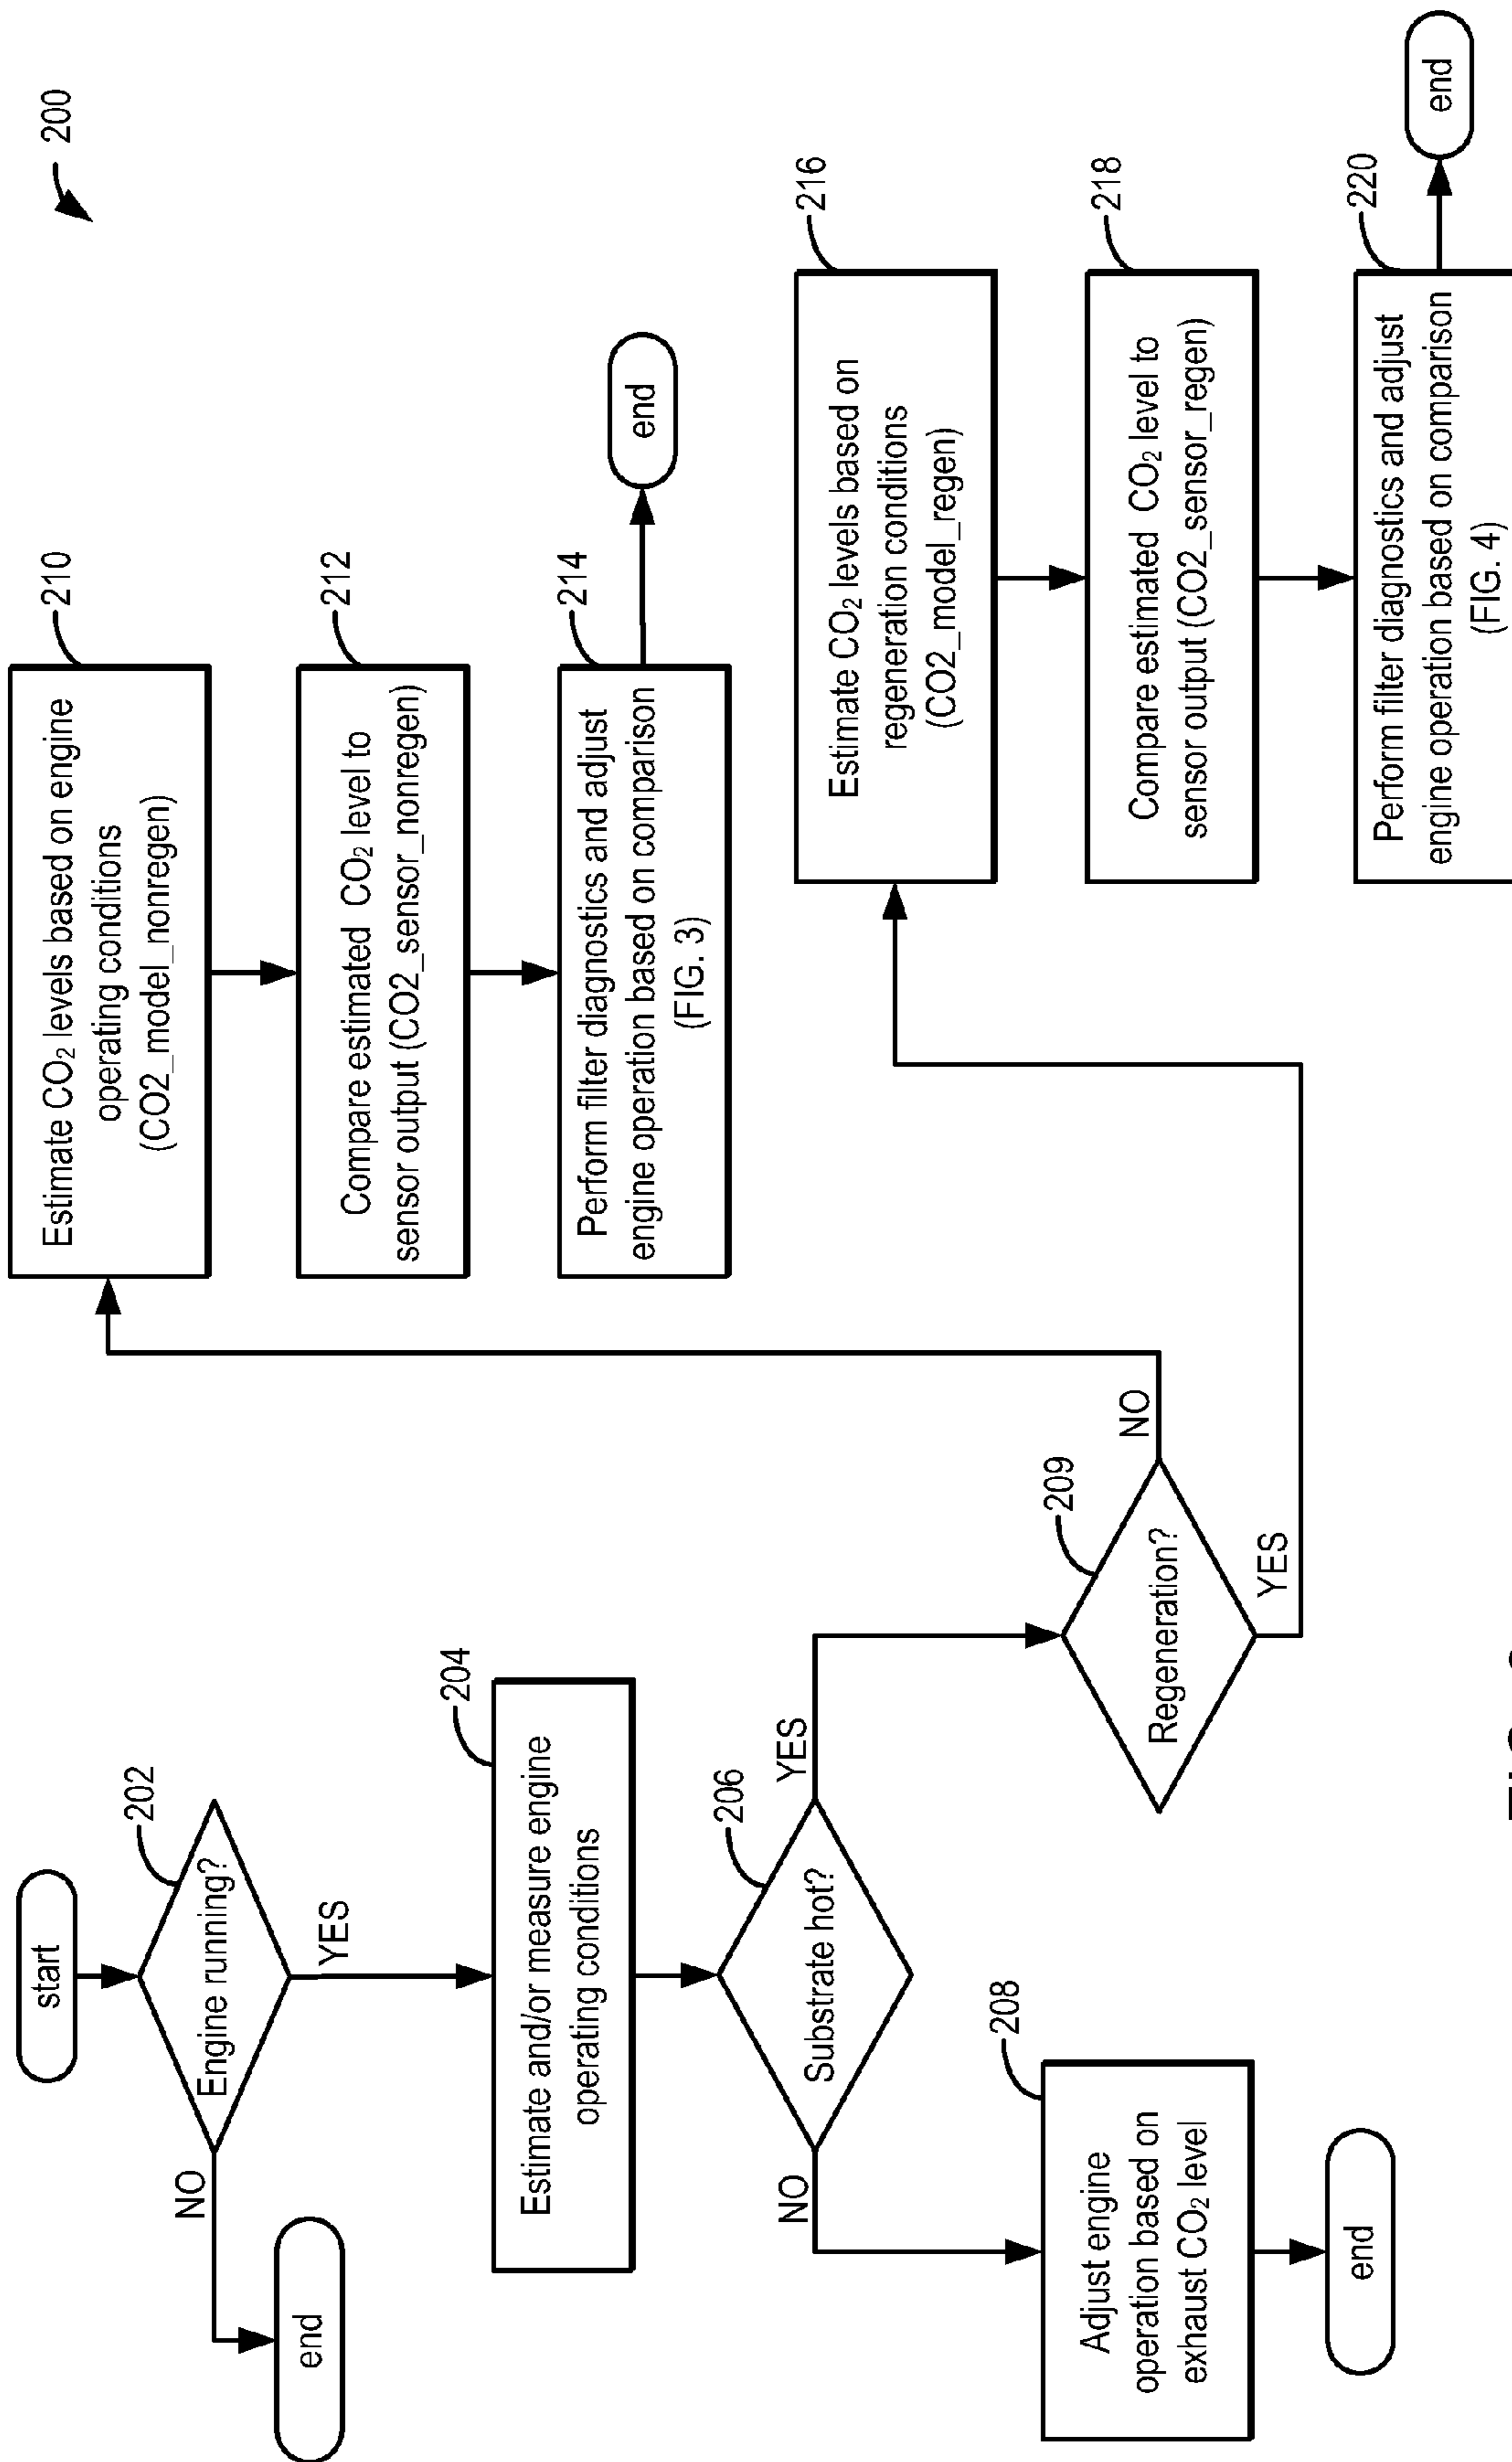 200
start
202
Engine running?
NO
YES
end
204
Estimate and/or measure engine
operating conditions
206
Substrate hot?
NO
YES
208
Adjust engine
operation based on
exhaust CO₂ level
end
209
Regeneration?
NO
YES
210
Estimate CO₂ levels based on engine
operating conditions
(CO2_model_nonregen)
212
Compare estimated CO₂ level to
sensor output (CO2_sensor_nonregen)
214
Perform filter diagnostics and adjust
engine operation based on comparison
(FIG. 3)
end
216
Estimate CO₂ levels based on
regeneration conditions
(CO2_model_regen)
218
Compare estimated CO₂ level to
sensor output (CO2_sensor_regen)
220
Perform filter diagnostics and adjust
engine operation based on comparison
(FIG. 4)
end